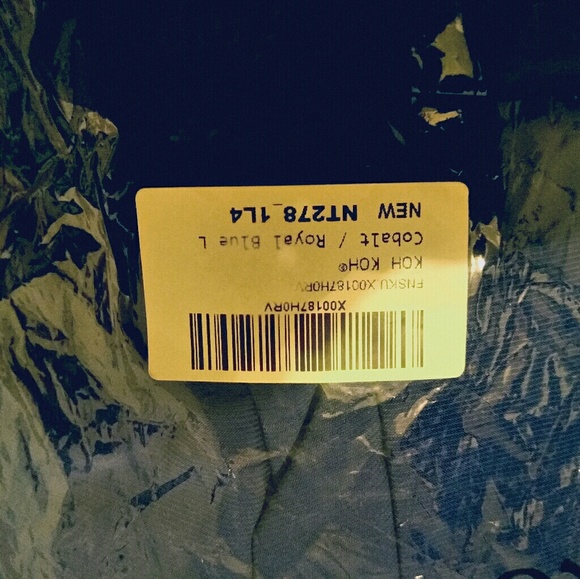 X00187H0RV
FNSKU X00187H0RV
KOH KOH®
Cobalt / Royal Blue L
NEW NT278_1L4